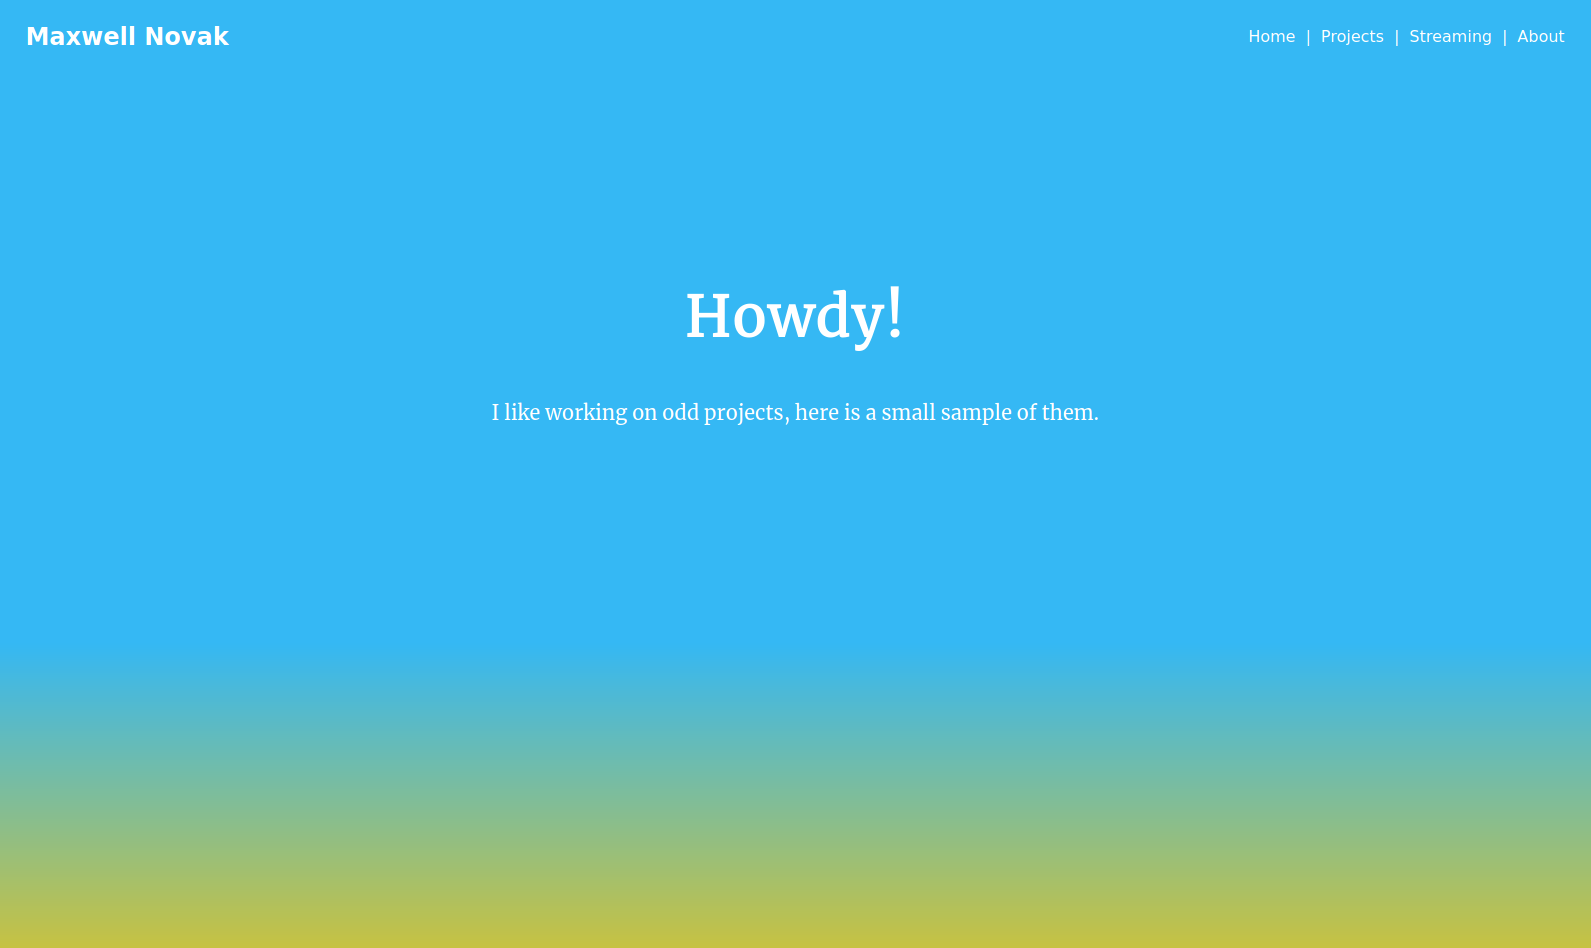 Maxwell Novak
Home | Projects | Streaming | About
Howdy!
I like working on odd projects, here is a small sample of them.